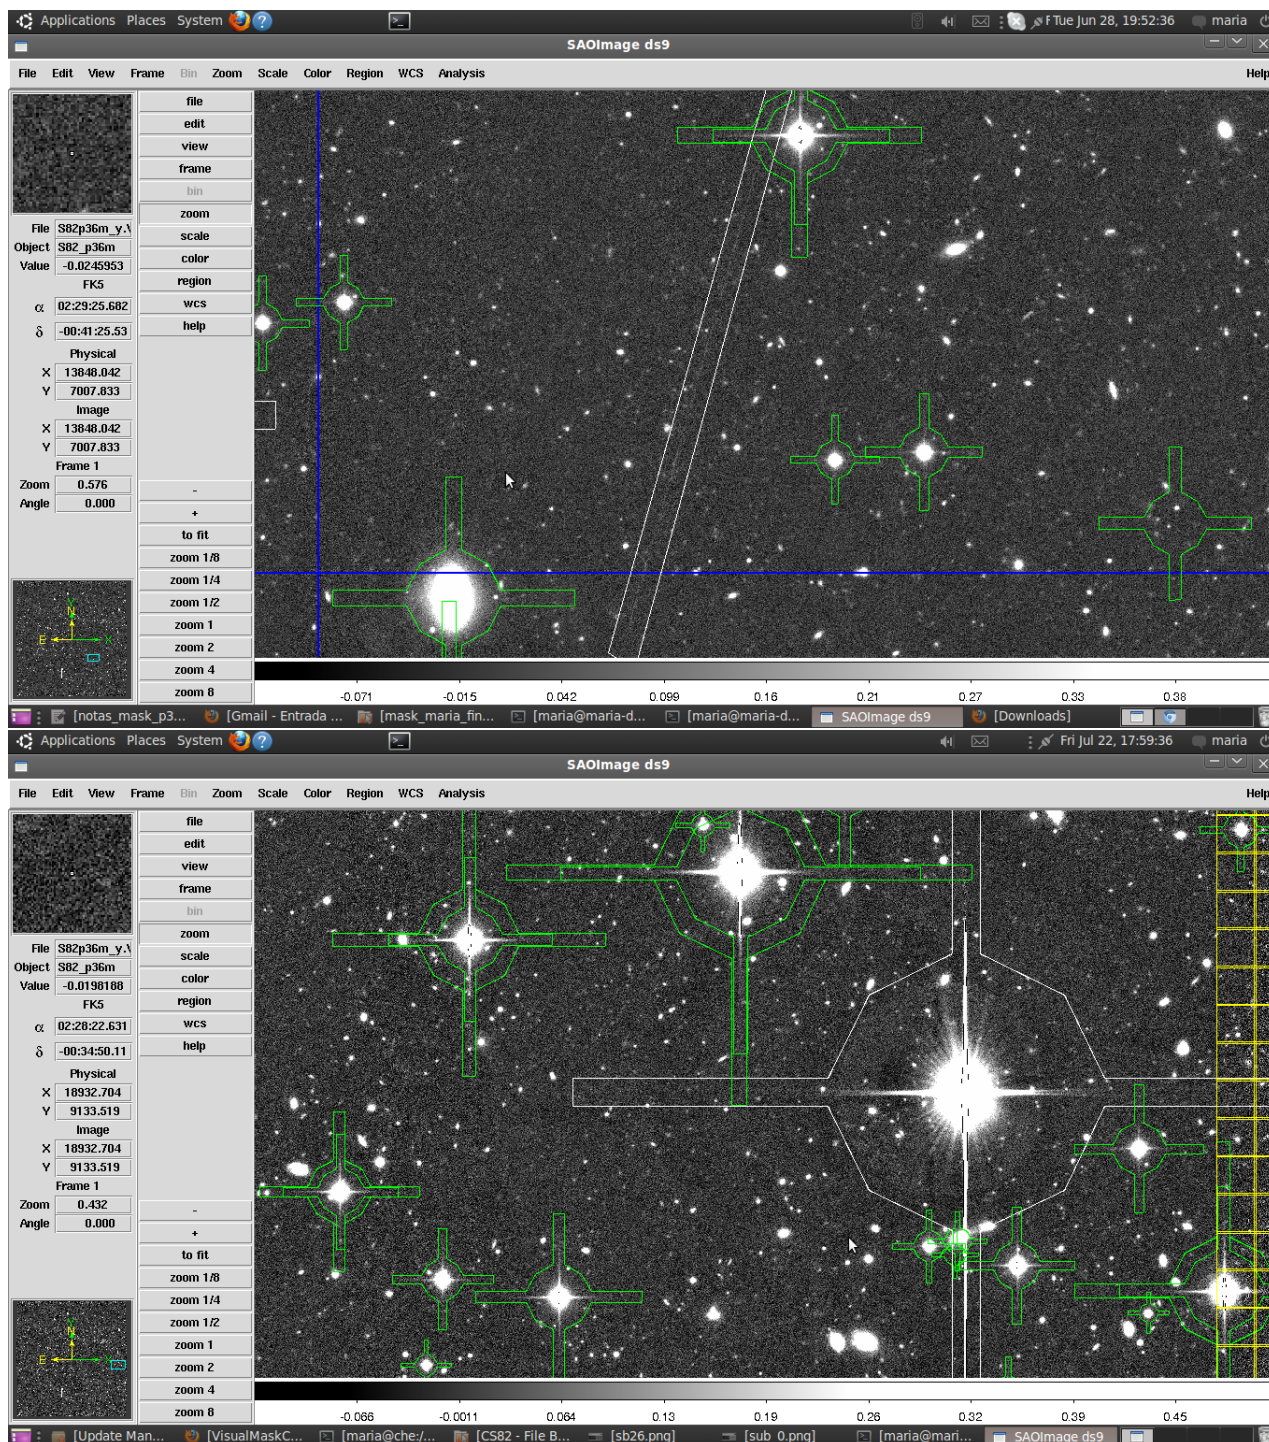 Applications Places System Tue Jun 28, 19:52:36 maria
SAOImage ds9
File Edit View Frame Bin Zoom Scale Color Region WCS Analysis Help
file
edit
view
frame
bin
zoom
scale
color
region
wcs
help
-
+
to fit
zoom 1/8
zoom 1/4
zoom 1/2
zoom 1
zoom 2
zoom 4
zoom 8
File S82p36m_y.
Object S82_p36m
Value -0.0245953
FK5
α 02:29:25.682
δ -00:41:25.53
Physical
X 13848.042
Y 7007.833
Image
X 13848.042
Y 7007.833
Frame 1
Zoom 0.576
Angle 0.000
Y
N
E X
-0.071 -0.015 0.042 0.099 0.16 0.21 0.27 0.33 0.38
[notas_mask_p3... [Gmail - Entrada ... [mask_maria_fin... [maria@maria-d... [maria@maria-d... SAOImage ds9 [Downloads]
Applications Places System Fri Jul 22, 17:59:36 maria
SAOImage ds9
File Edit View Frame Bin Zoom Scale Color Region WCS Analysis Help
file
edit
view
frame
bin
zoom
scale
color
region
wcs
help
-
+
to fit
zoom 1/8
zoom 1/4
zoom 1/2
zoom 1
zoom 2
zoom 4
zoom 8
File S82p36m_y.
Object S82_p36m
Value -0.0198188
FK5
α 02:28:22.631
δ -00:34:50.11
Physical
X 18932.704
Y 9133.519
Image
X 18932.704
Y 9133.519
Frame 1
Zoom 0.432
Angle 0.000
Y
N
E X
-0.066 -0.0011 0.064 0.13 0.19 0.26 0.32 0.39 0.45
[Update Man... [VisualMaskC... [maria@che:/... [CS82 - File B... [sb26.png] [sub_0.png] [maria@mari... SAOImage ds9